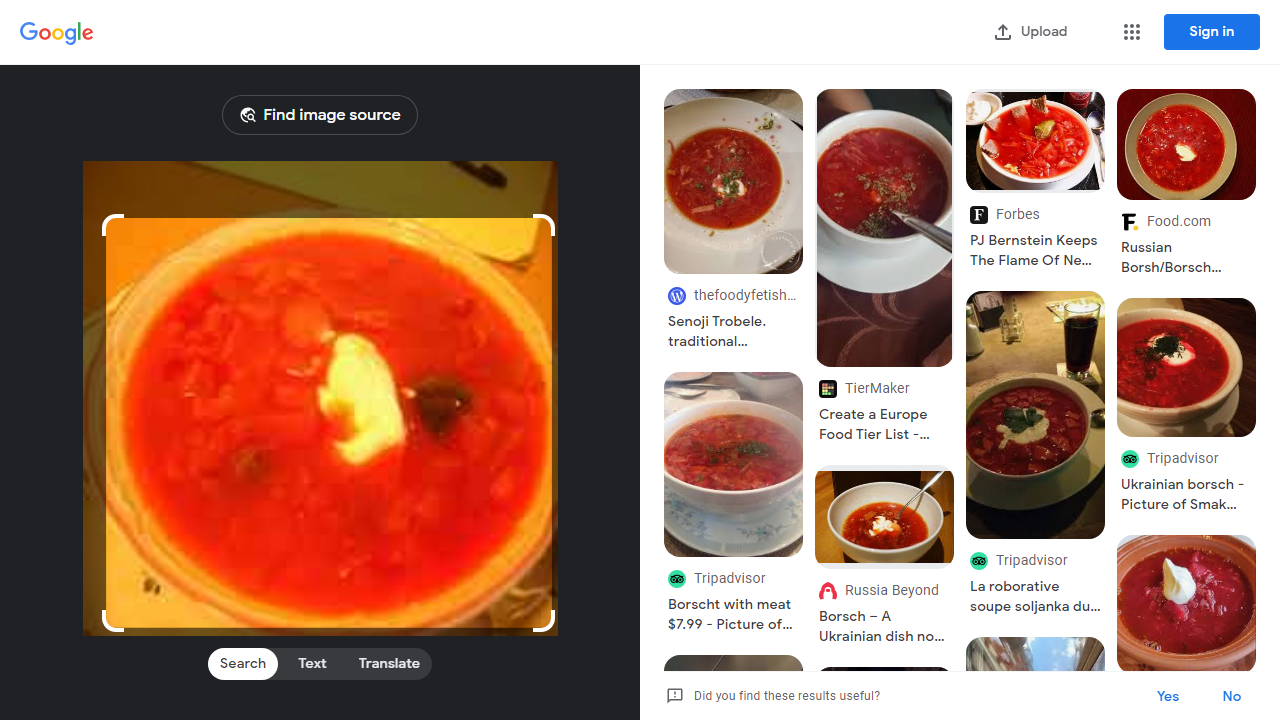 Google
Upload
Sign in
Find image source
Search
Text
Translate
thefoodyfetish...
Senoji Trobele.
traditional...
Tripadvisor
Borscht with meat
$7.99 - Picture of...
TierMaker
Create a Europe
Food Tier List -...
Russia Beyond
Borsch – A
Ukrainian dish no...
Forbes
PJ Bernstein Keeps
The Flame Of Ne...
Tripadvisor
La roborative
soupe soljanka du...
Food.com
Russian
Borsh/Borsch...
Tripadvisor
Ukrainian borsch -
Picture of Smak...
Did you find these results useful?
Yes
No